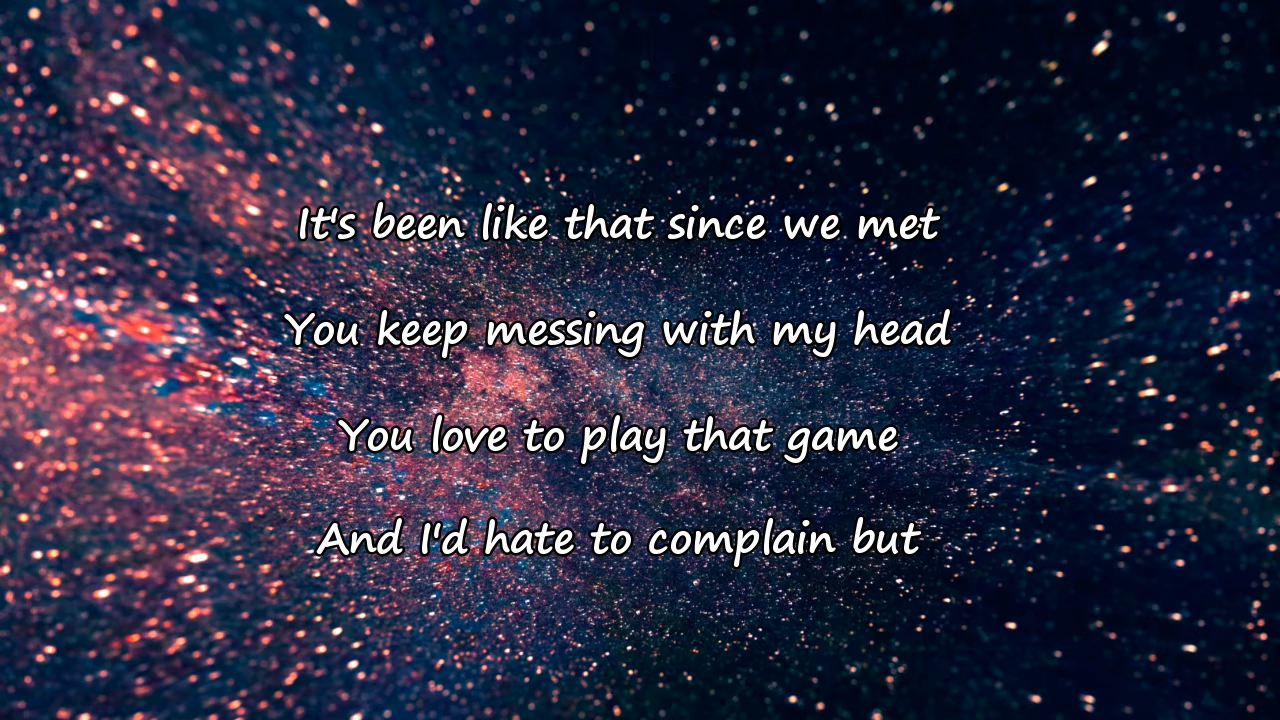 It's been like that since we met
You keep messing with my head
You love to play that game
And I'd hate to complain but